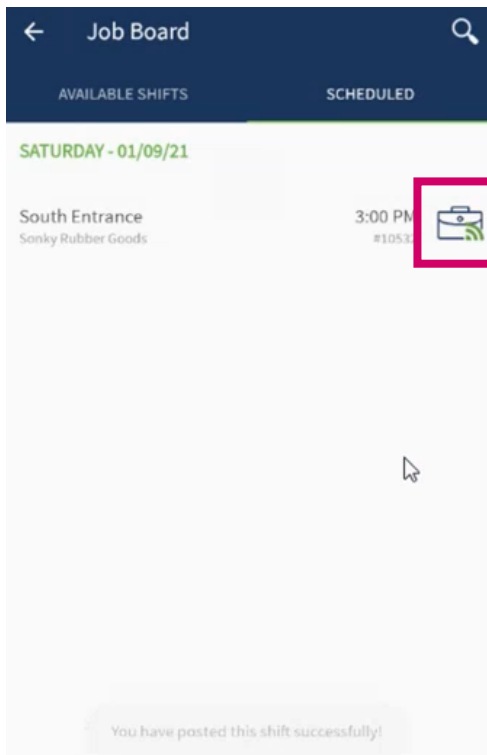 Job Board
AVAILABLE SHIFTS SCHEDULED
SATURDAY - 01/09/21
South Entrance 3:00 PM
Sonky Rubber Goods #10532
You have posted this shift successfully!